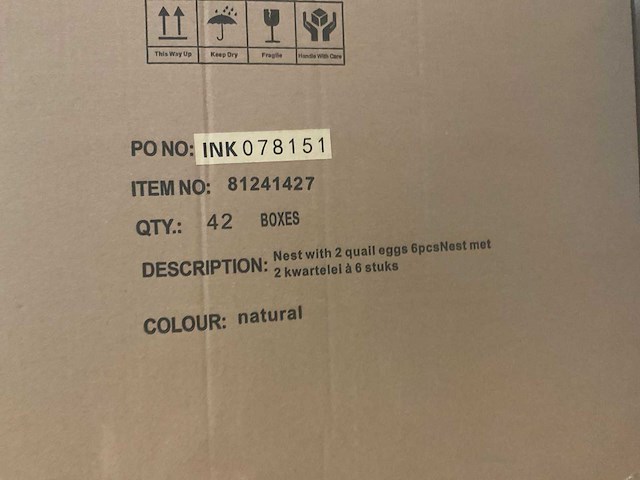 This Way Up Keep Dry Fragile Handle With Care
PO NO: INK078151
ITEM NO: 81241427
QTY.: 42 BOXES
DESCRIPTION: Nest with 2 quail eggs 6pcsNest met
2 kwartelei à 6 stuks
COLOUR: natural